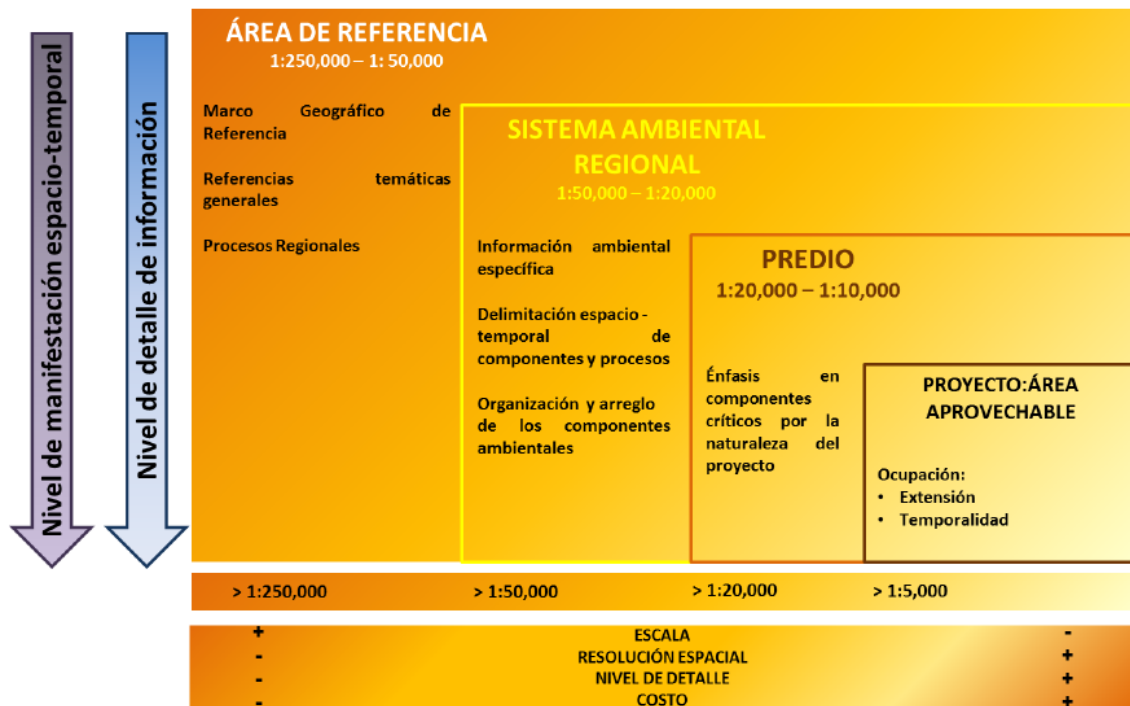 Nivel de manifestación espacio-temporal
Nivel de detalle de información
ÁREA DE REFERENCIA
1:250,000 – 1: 50,000
Marco Geográfico de
Referencia
Referencias temáticas
generales
Procesos Regionales
SISTEMA AMBIENTAL
REGIONAL
1:50,000 – 1:20,000
Información ambiental
específica
Delimitación espacio -
temporal de
componentes y procesos
Organización y arreglo
de los componentes
ambientales
PREDIO
1:20,000 – 1:10,000
Énfasis en
componentes
críticos por la
naturaleza del
proyecto
PROYECTO:ÁREA
APROVECHABLE
Ocupación:
• Extensión
• Temporalidad
> 1:250,000 > 1:50,000 > 1:20,000 > 1:5,000
+ ESCALA -
- RESOLUCIÓN ESPACIAL +
- NIVEL DE DETALLE +
- COSTO +